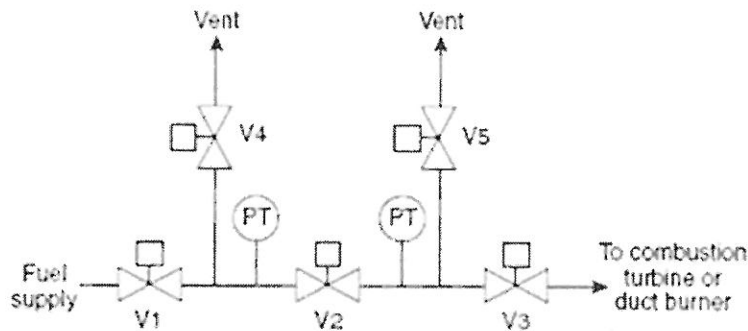 Vent
Vent
V4
V5
PT
PT
Fuel
supply
To combustion
turbine or
duct burner
V1
V2
V3